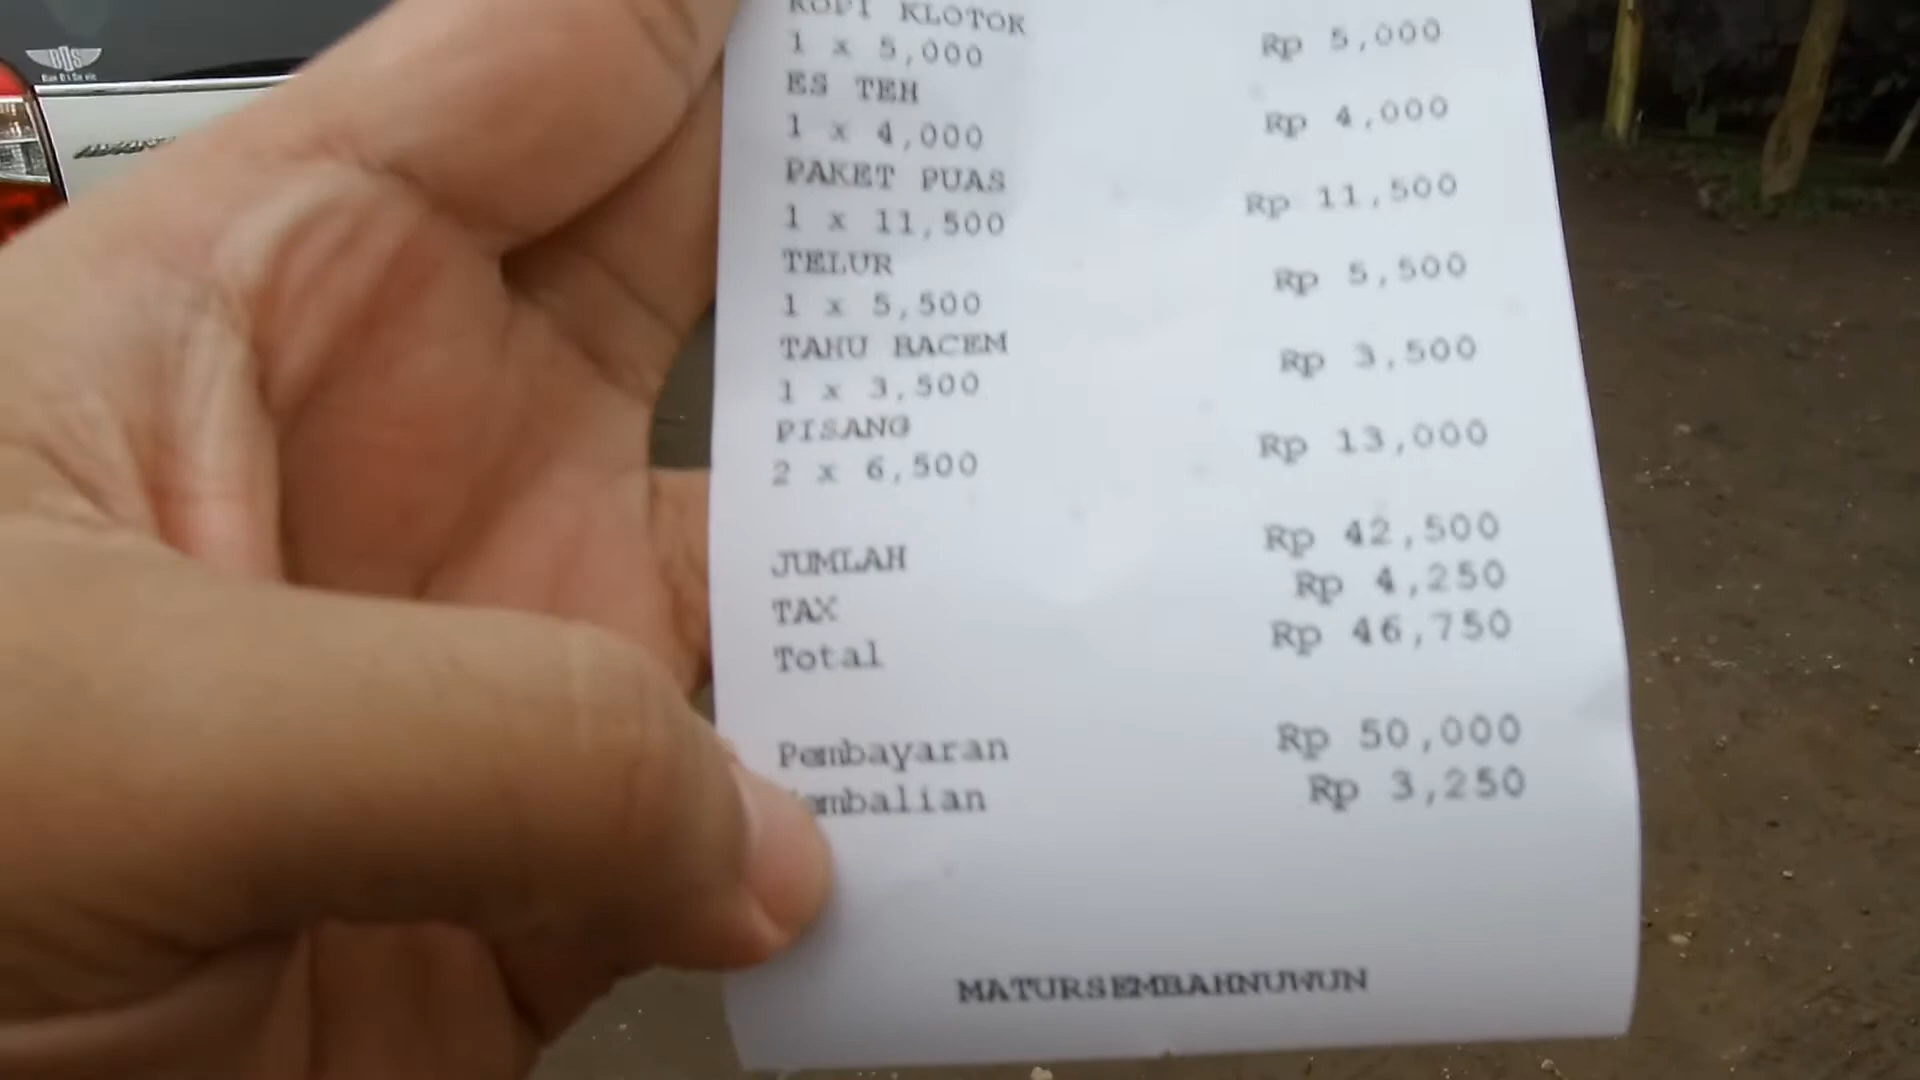 KOPI KLOTOK
1 x 5,000 Rp 5,000
ES TEH
1 x 4,000 Rp 4,000
PAKET PUAS
1 x 11,500 Rp 11,500
TELUR
1 x 5,500 Rp 5,500
TAHU BACEM
1 x 3,500 Rp 3,500
PISANG
2 x 6,500 Rp 13,000
JUMLAH Rp 42,500
TAX Rp 4,250
Total Rp 46,750
Pembayaran Rp 50,000
embalian Rp 3,250
MATURSEMBAHNUWUN